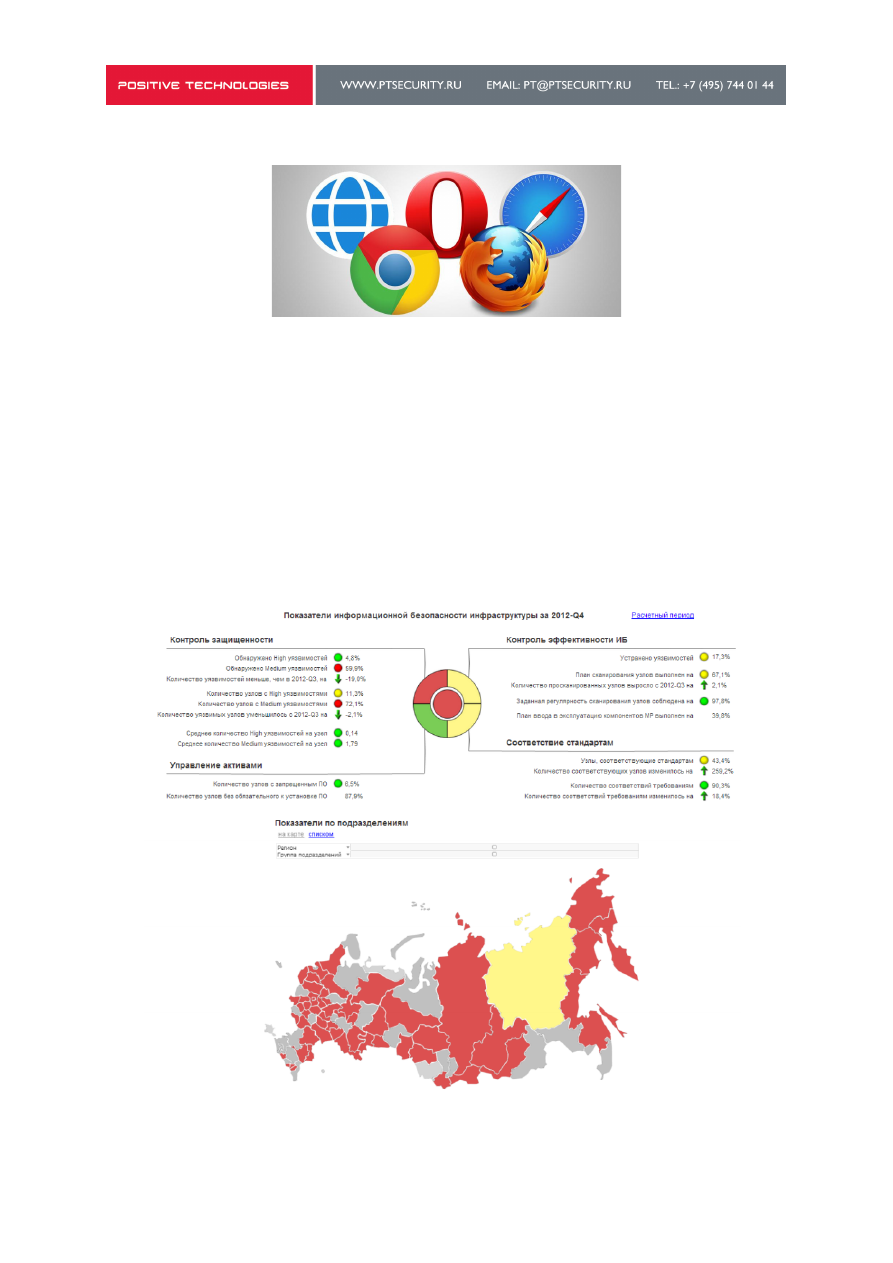 POSITIVE TECHNOLOGIES WWW.PTSECURITY.RU EMAIL: PT@PTSECURITY.RU TEL.: +7 (495) 744 01 44
Показатели информационной безопасности инфраструктуры за 2012-Q4 Расчетный период
Контроль защищенности
Обнаружено High уязвимостей 4,8%
Обнаружено Medium уязвимостей 59,9%
Количество уязвимостей меньше, чем в 2012-Q3, на -19,0%
Количество узлов с High уязвимостями 11,3%
Количество узлов с Medium уязвимостями 72,1%
Количество уязвимых узлов уменьшилось с 2012-Q3 на -2,1%
Среднее количество High уязвимостей на узел 0,14
Среднее количество Medium уязвимостей на узел 1,79
Управление активами
Количество узлов с запрещенным ПО 6,5%
Количество узлов без обязательного к установке ПО 87,9%
Контроль эффективности ИБ
Устранено уязвимостей 17,3%
План сканирования узлов выполнен на 67,1%
Количество просканированных узлов выросло с 2012-Q3 на 2,1%
Заданная регулярность сканирования узлов соблюдена на 97,8%
План ввода в эксплуатацию компонентов MP выполнен на 39,8%
Соответствие стандартам
Узлы, соответствующие стандартам 43,4%
Количество соответствующих узлов изменилось на 259,2%
Количество соответствий требованиям 90,3%
Количество соответствий требованиям изменилось на 18,4%
Показатели по подразделениям
на карте списком
Регион
Группа подразделений